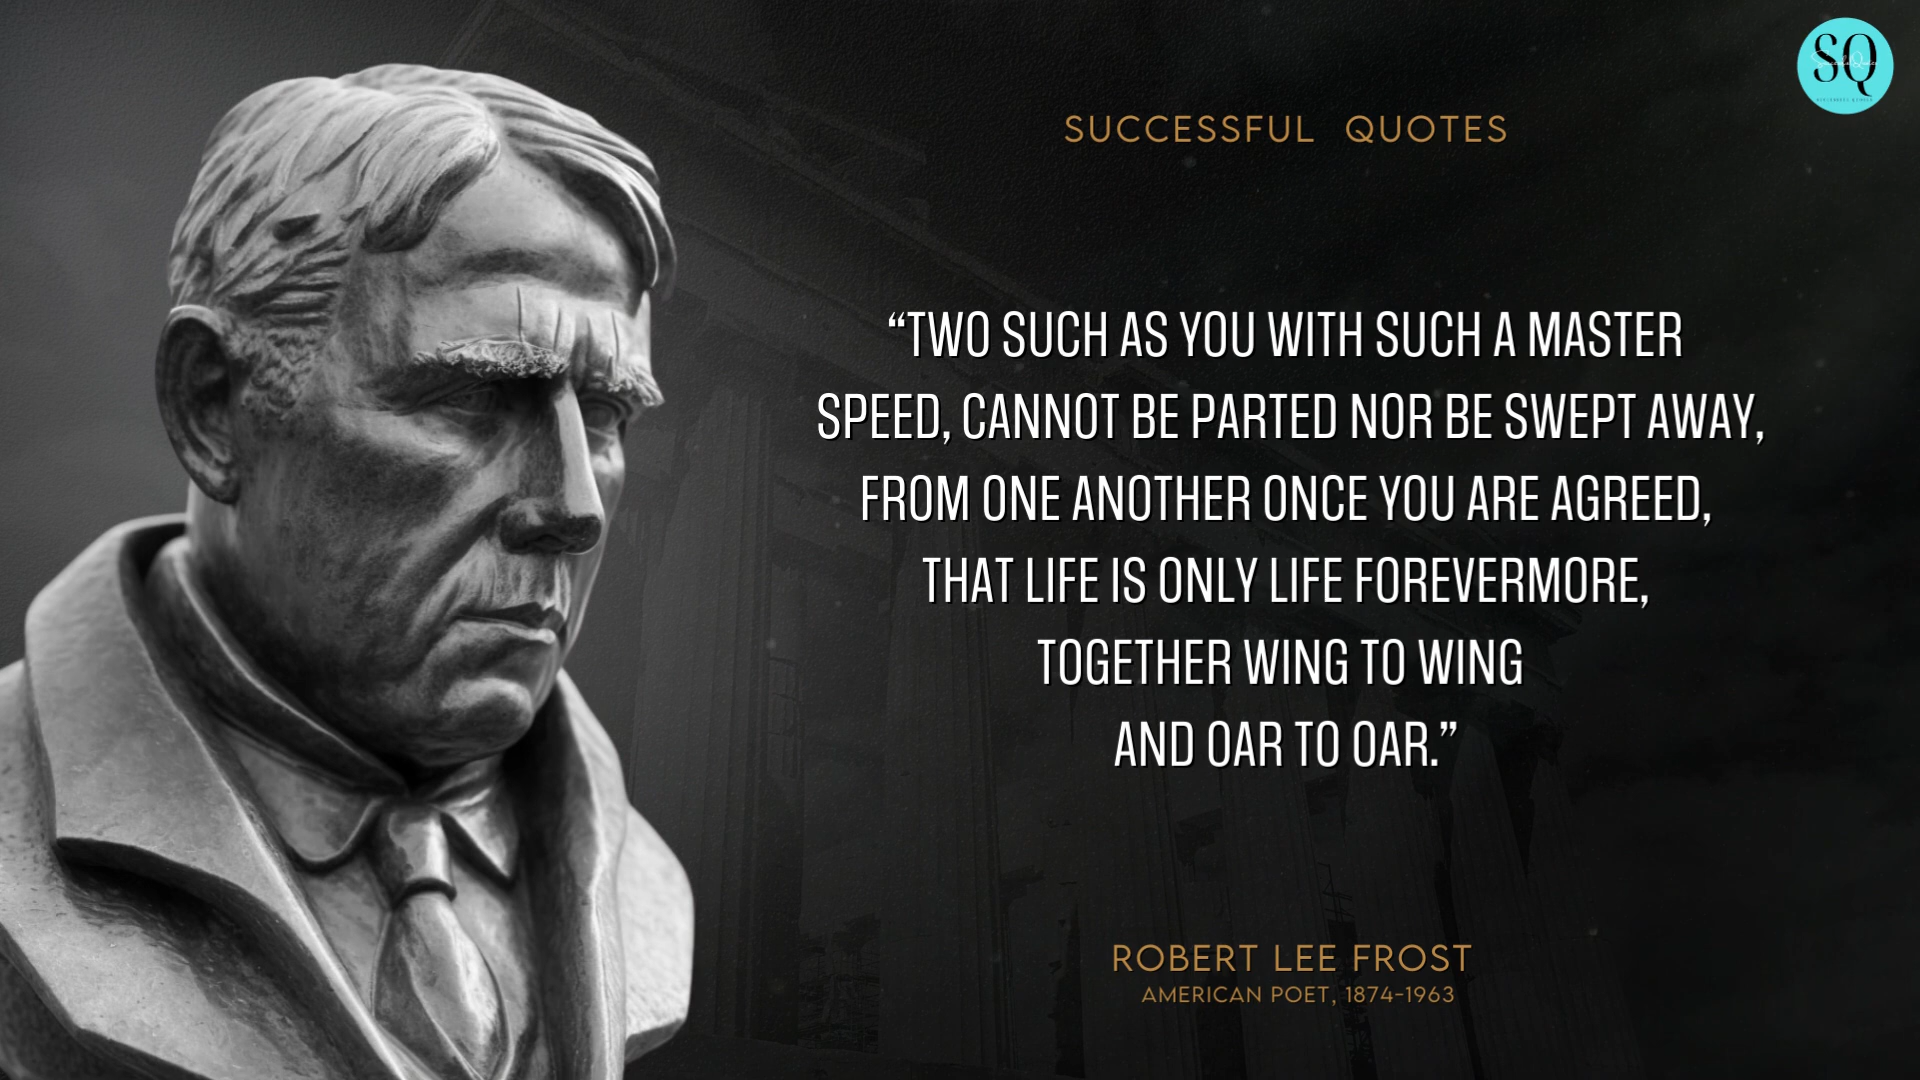 SQ
SUCCESSFUL QUOTES
“TWO SUCH AS YOU WITH SUCH A MASTER
SPEED, CANNOT BE PARTED NOR BE SWEPT AWAY,
FROM ONE ANOTHER ONCE YOU ARE AGREED,
THAT LIFE IS ONLY LIFE FOREVERMORE,
TOGETHER WING TO WING
AND OAR TO OAR.”
ROBERT LEE FROST
AMERICAN POET, 1874-1963